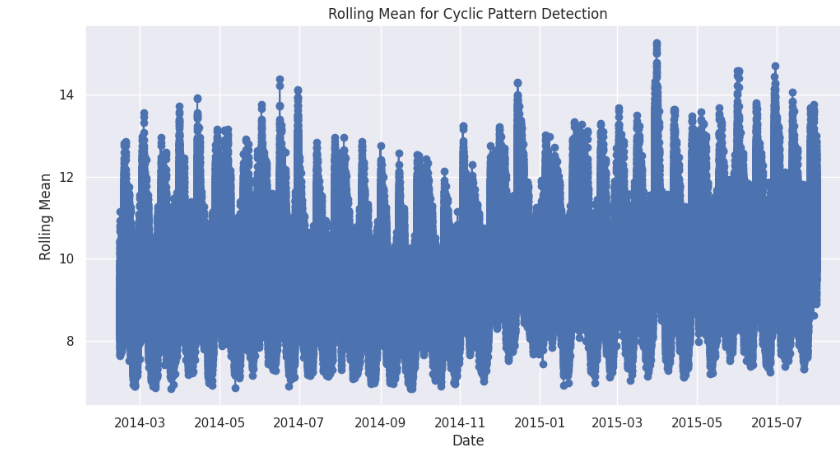 Rolling Mean for Cyclic Pattern Detection
14
12
10
8
Rolling Mean
2014-03 2014-05 2014-07 2014-09 2014-11 2015-01 2015-03 2015-05 2015-07
Date